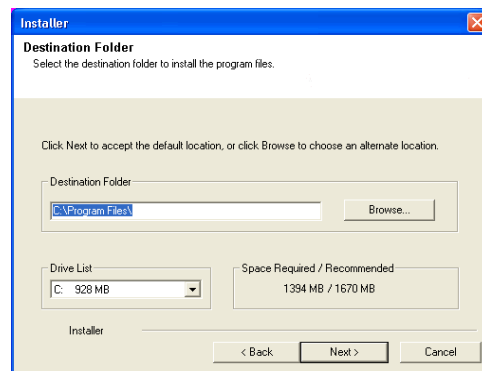 Installer
Destination Folder
Select the destination folder to install the program files.
Click Next to accept the default location, or click Browse to choose an alternate location.
Destination Folder
C:\Program Files\
Browse...
Drive List
C: 928 MB
Space Required / Recommended
1394 MB / 1670 MB
Installer
< Back
Next >
Cancel